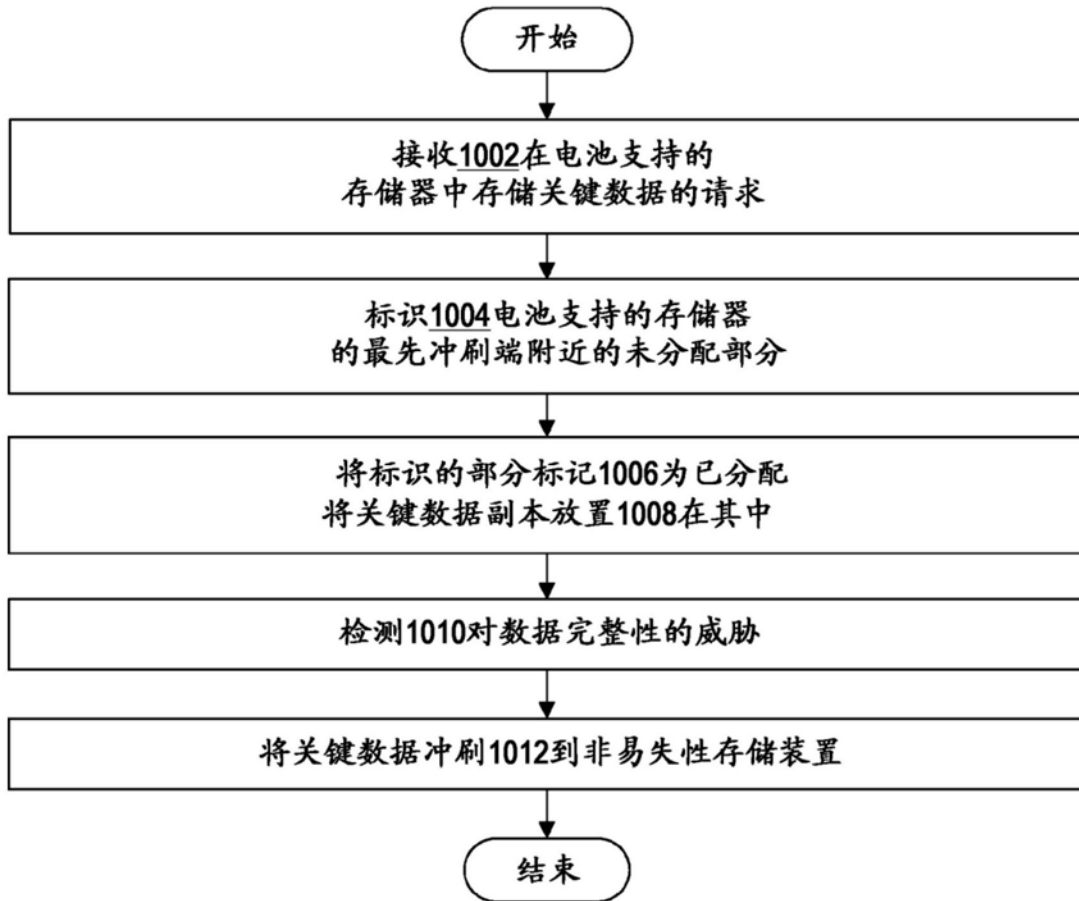 开始
接收1002在电池支持的
存储器中存储关键数据的请求
标识1004电池支持的存储器
的最先冲刷端附近的未分配部分
将标识的部分标记1006为已分配
将关键数据副本放置1008在其中
检测1010对数据完整性的威胁
将关键数据冲刷1012到非易失性存储装置
结束